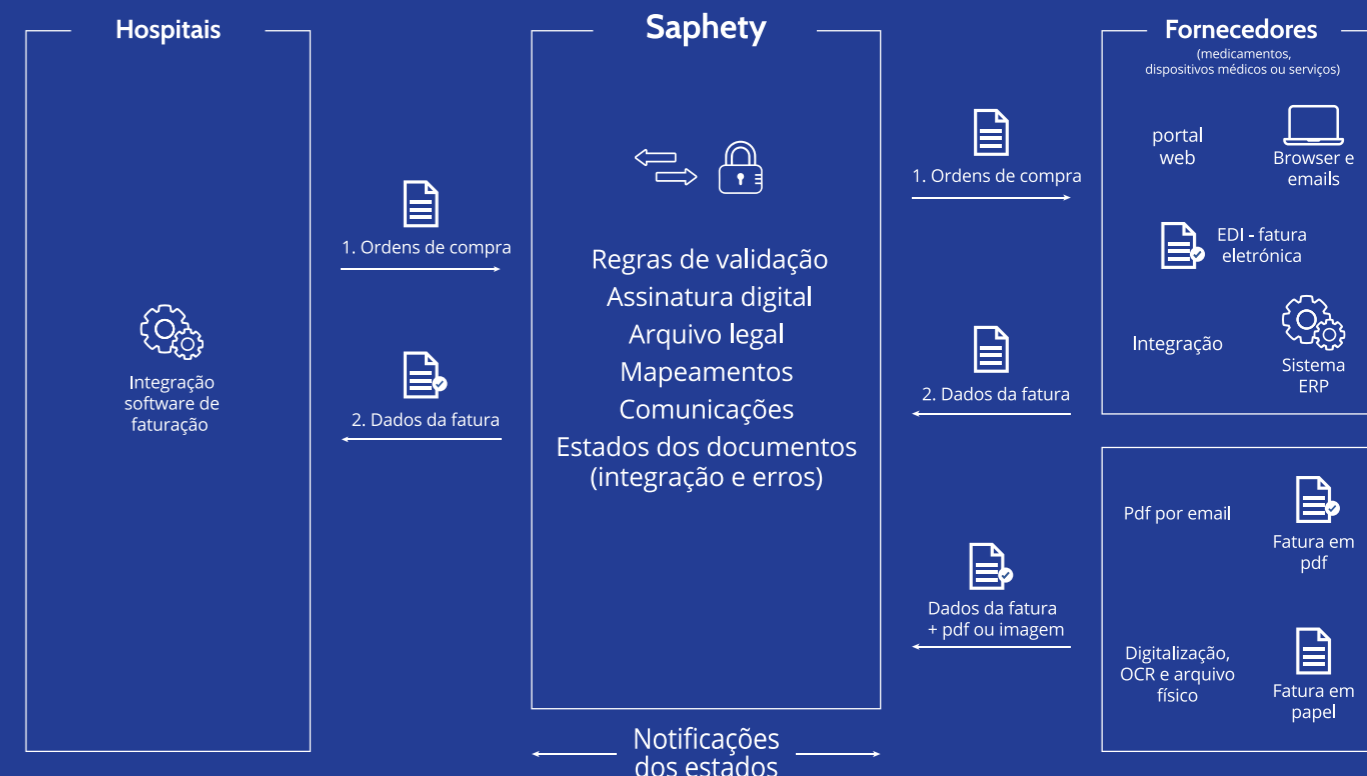 Hospitais
Integração
software de
faturação
1. Ordens de compra
2. Dados da fatura
Saphety
Regras de validação
Assinatura digital
Arquivo legal
Mapeamentos
Comunicações
Estados dos documentos
(integração e erros)
Notificações
dos estados
1. Ordens de compra
2. Dados da fatura
Dados da fatura
+ pdf ou imagem
Fornecedores
(medicamentos,
dispositivos médicos ou serviços)
portal
web
Browser e
emails
EDI - fatura
eletrónica
Integração
Sistema
ERP
Pdf por email
Fatura em
pdf
Digitalização,
OCR e arquivo
físico
Fatura em
papel